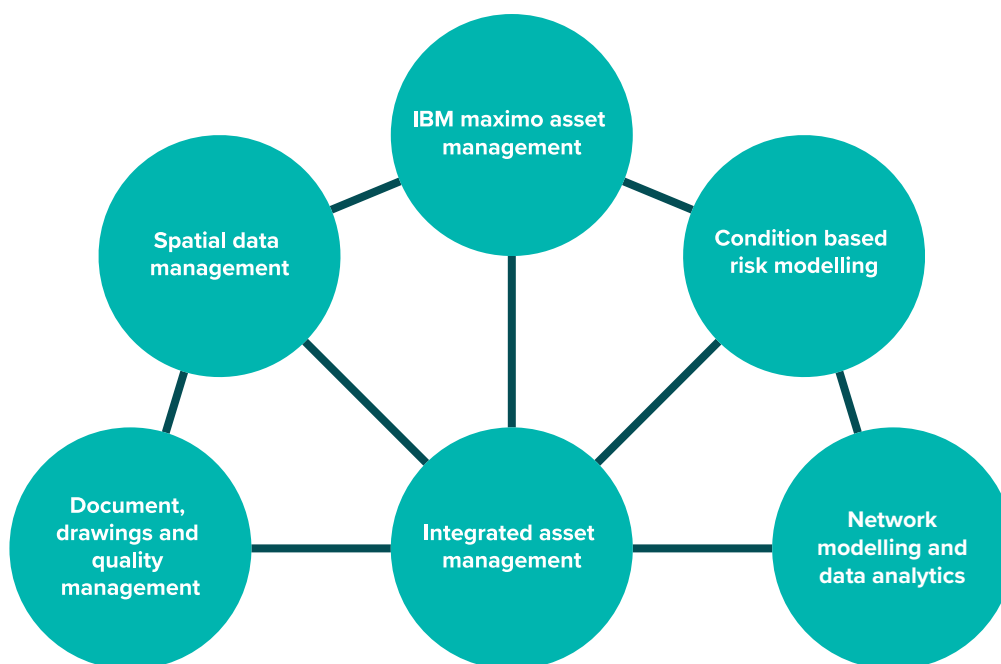 IBM maximo asset
management
Spatial data
management
Condition based
risk modelling
Document,
drawings and
quality
management
Integrated asset
management
Network
modelling and
data analytics